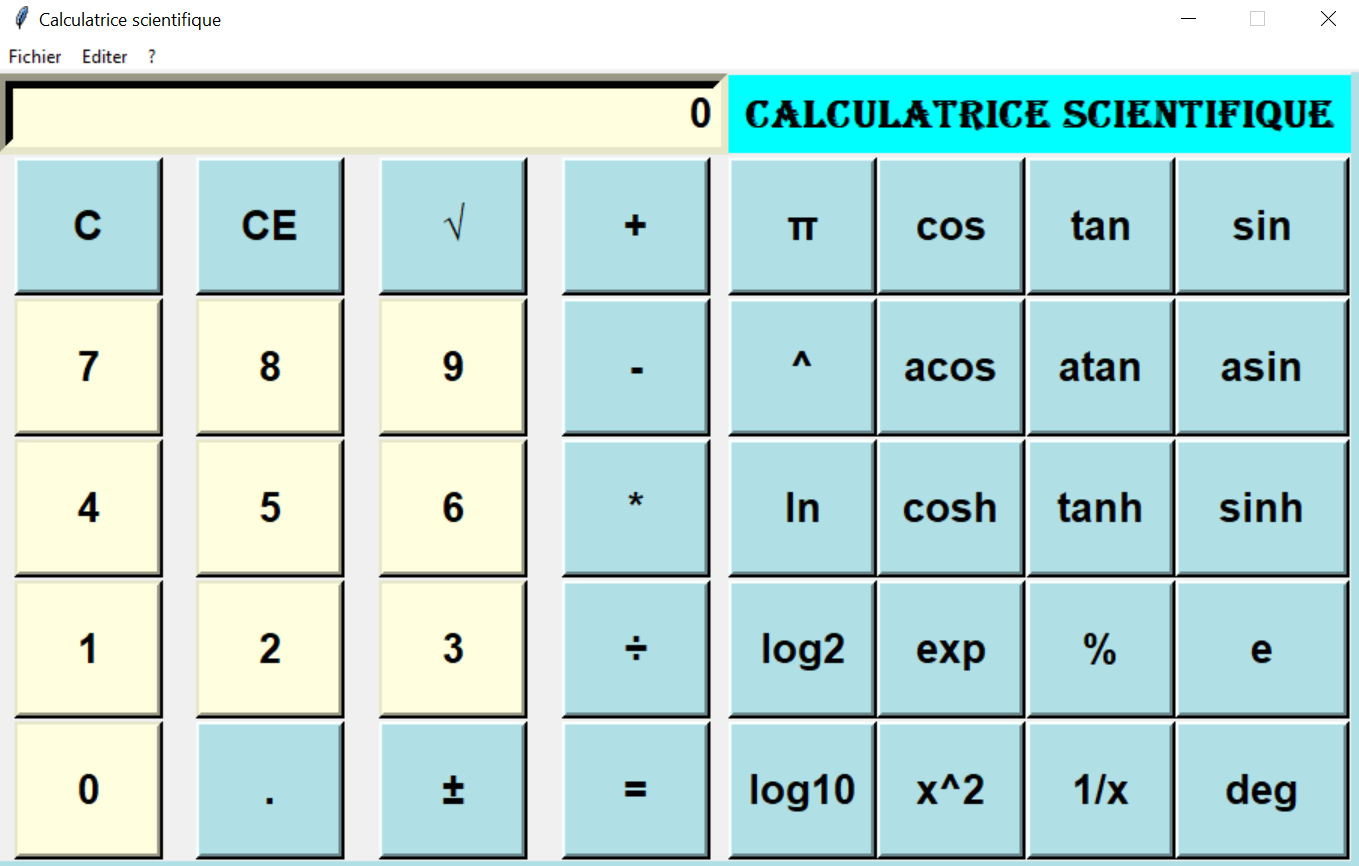 Calculatrice scientifique
Fichier Editer ?
0 CALCULATRICE SCIENTIFIQUE
C CE √ + π cos tan sin
7 8 9 - ^ acos atan asin
4 5 6 * ln cosh tanh sinh
1 2 3 ÷ log2 exp % e
0 . ± = log10 x^2 1/x deg